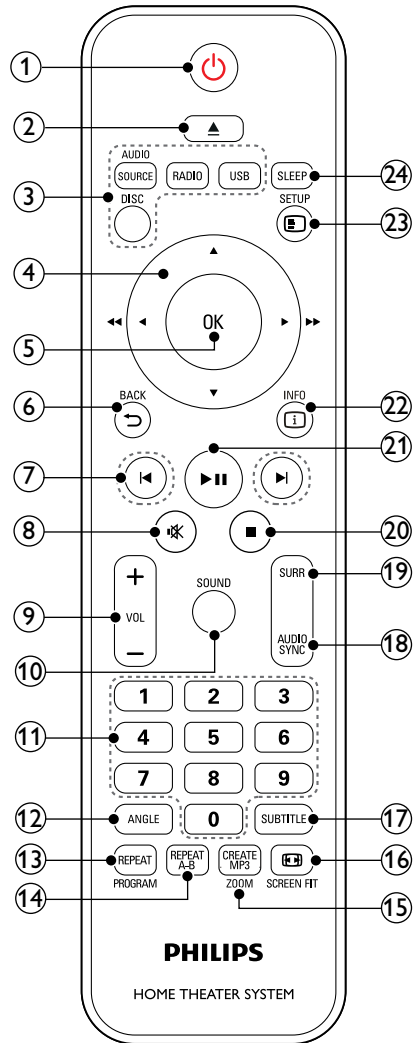 1
2
AUDIO
SOURCE RADIO USB SLEEP 24
3 DISC SETUP 23
4
5 OK
6 BACK INFO 22
7 21
8 20
+ SURR 19
9 VOL SOUND
– AUDIO SYNC 18
10
1 2 3
11 4 5 6
7 8 9
12 ANGLE 0 SUBTITLE 17
13 REPEAT REPEAT A-B CREATE MP3 16
PROGRAM 14 ZOOM SCREEN FIT
15
PHILIPS
HOME THEATER SYSTEM